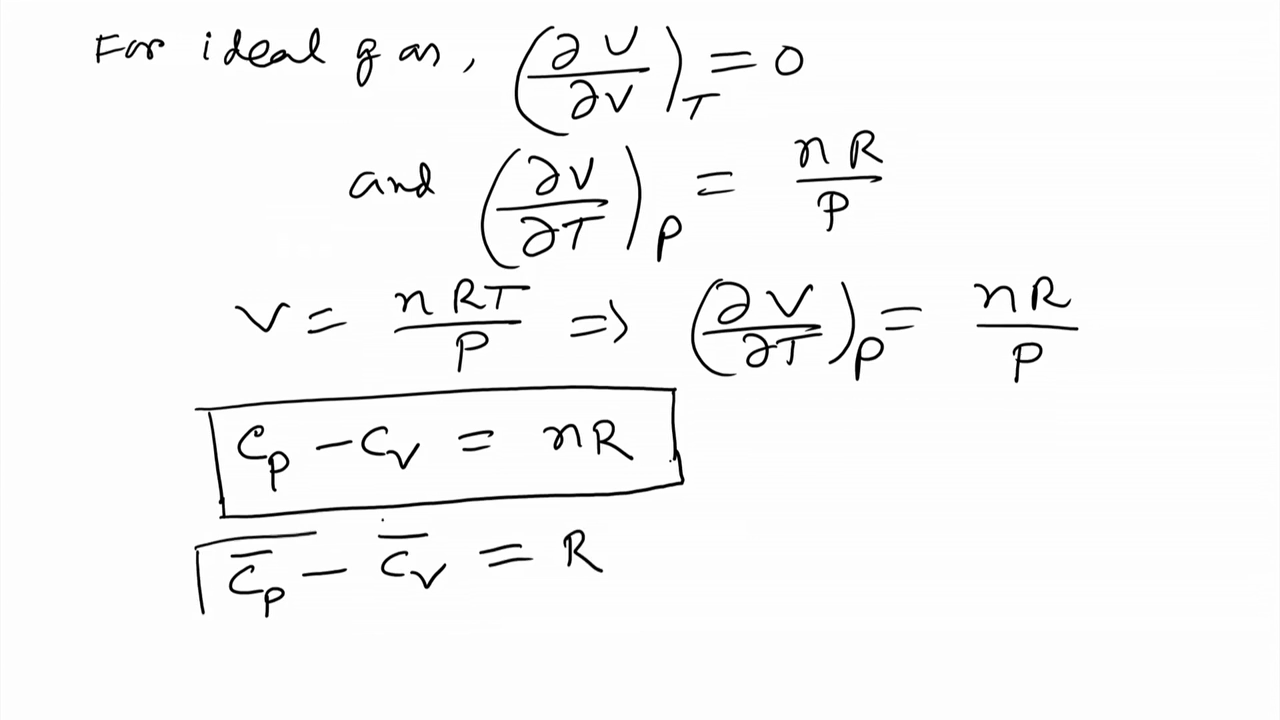 For ideal gas, (∂U/∂V)_T = 0
and (∂V/∂T)_P = nR/P
V = nRT/P ⇒ (∂V/∂T)_P = nR/P
C_P − C_V = nR
C̅_P − C̅_V = R